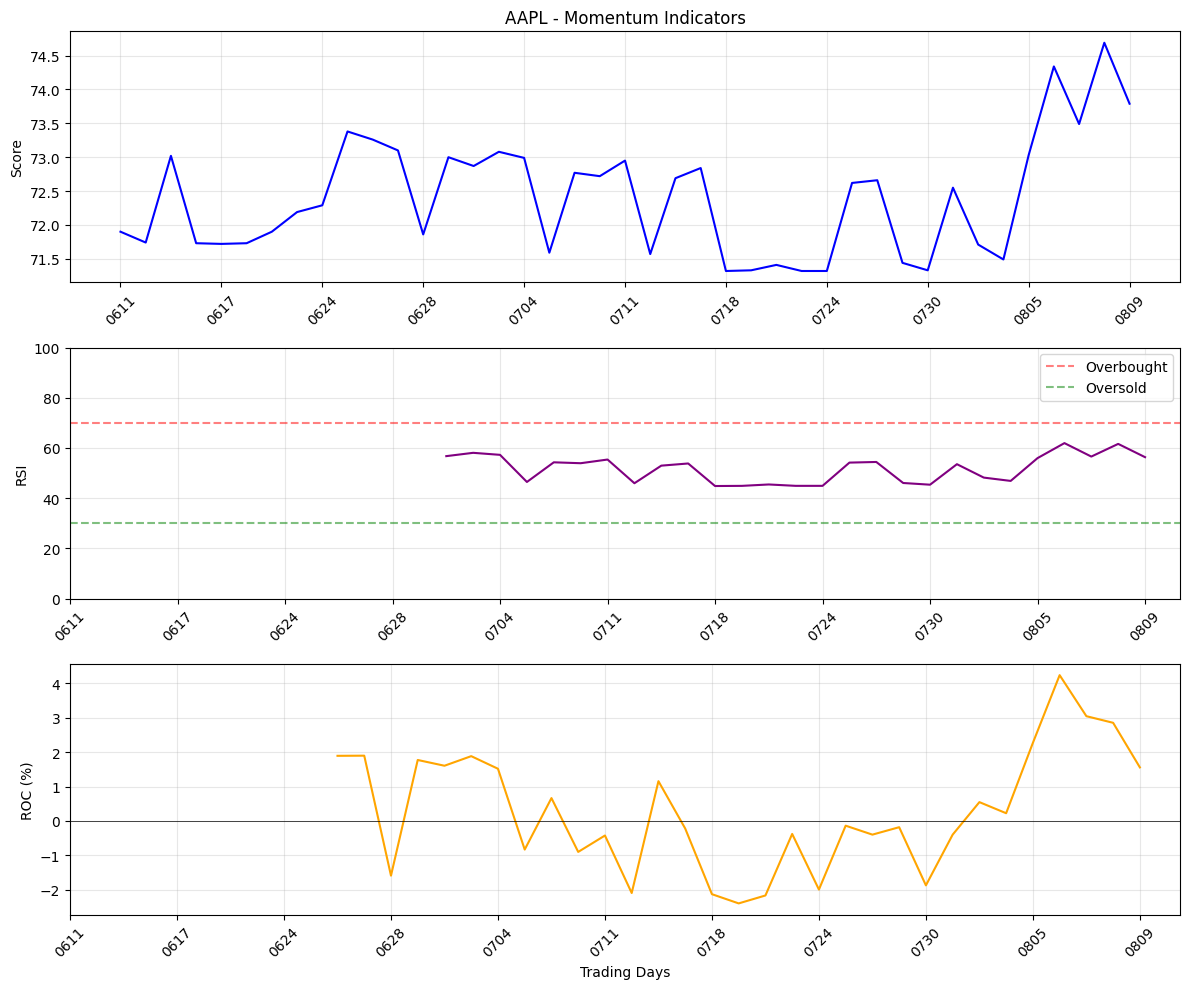 AAPL - Momentum Indicators
Score
74.5
74.0
73.5
73.0
72.5
72.0
71.5
0611 0617 0624 0628 0704 0711 0718 0724 0730 0805 0809
RSI
100
80
60
40
20
0
Overbought
Oversold
0611 0617 0624 0628 0704 0711 0718 0724 0730 0805 0809
ROC (%)
4
3
2
1
0
−1
−2
0611 0617 0624 0628 0704 0711 0718 0724 0730 0805 0809
Trading Days